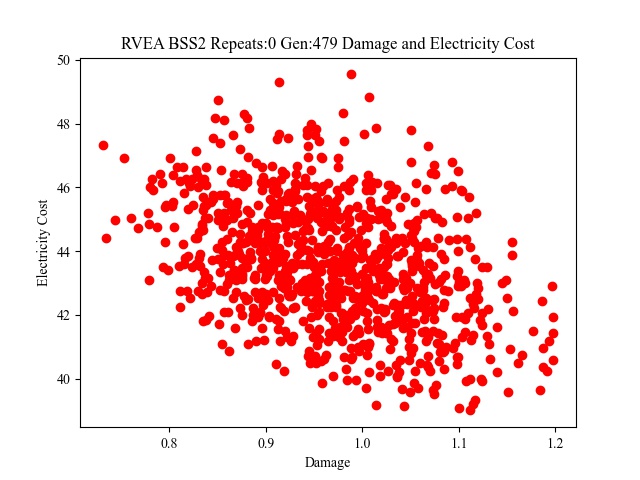 RVEA BSS2 Repeats:0 Gen:479 Damage and Electricity Cost
50
48
46
44
42
40
Electricity Cost
0.8 0.9 1.0 1.1 1.2
Damage